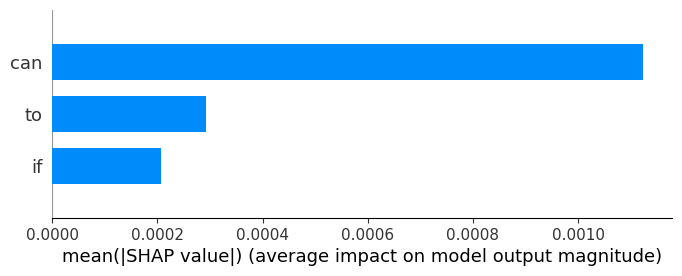 can
to
if
0.0000 0.0002 0.0004 0.0006 0.0008 0.0010
mean(|SHAP value|) (average impact on model output magnitude)